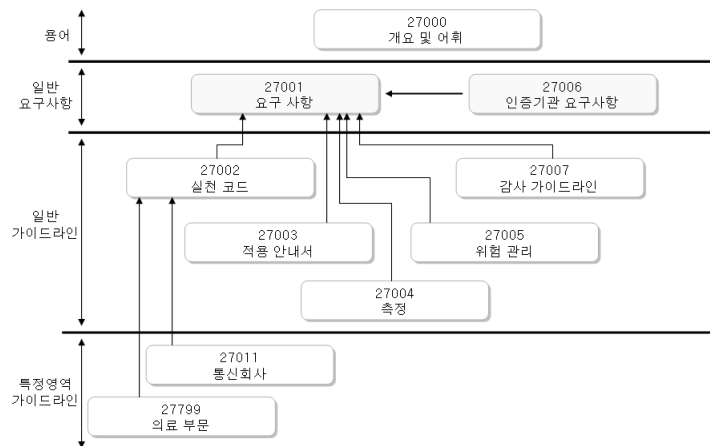 용어
27000
개요 및 어휘
일반
요구사항
27001
요구 사항
27006
인증기관 요구사항
일반
가이드라인
27002
실천 코드
27007
감사 가이드라인
27003
적용 안내서
27005
위험 관리
27004
측정
특정영역
가이드라인
27011
통신회사
27799
의료 부문